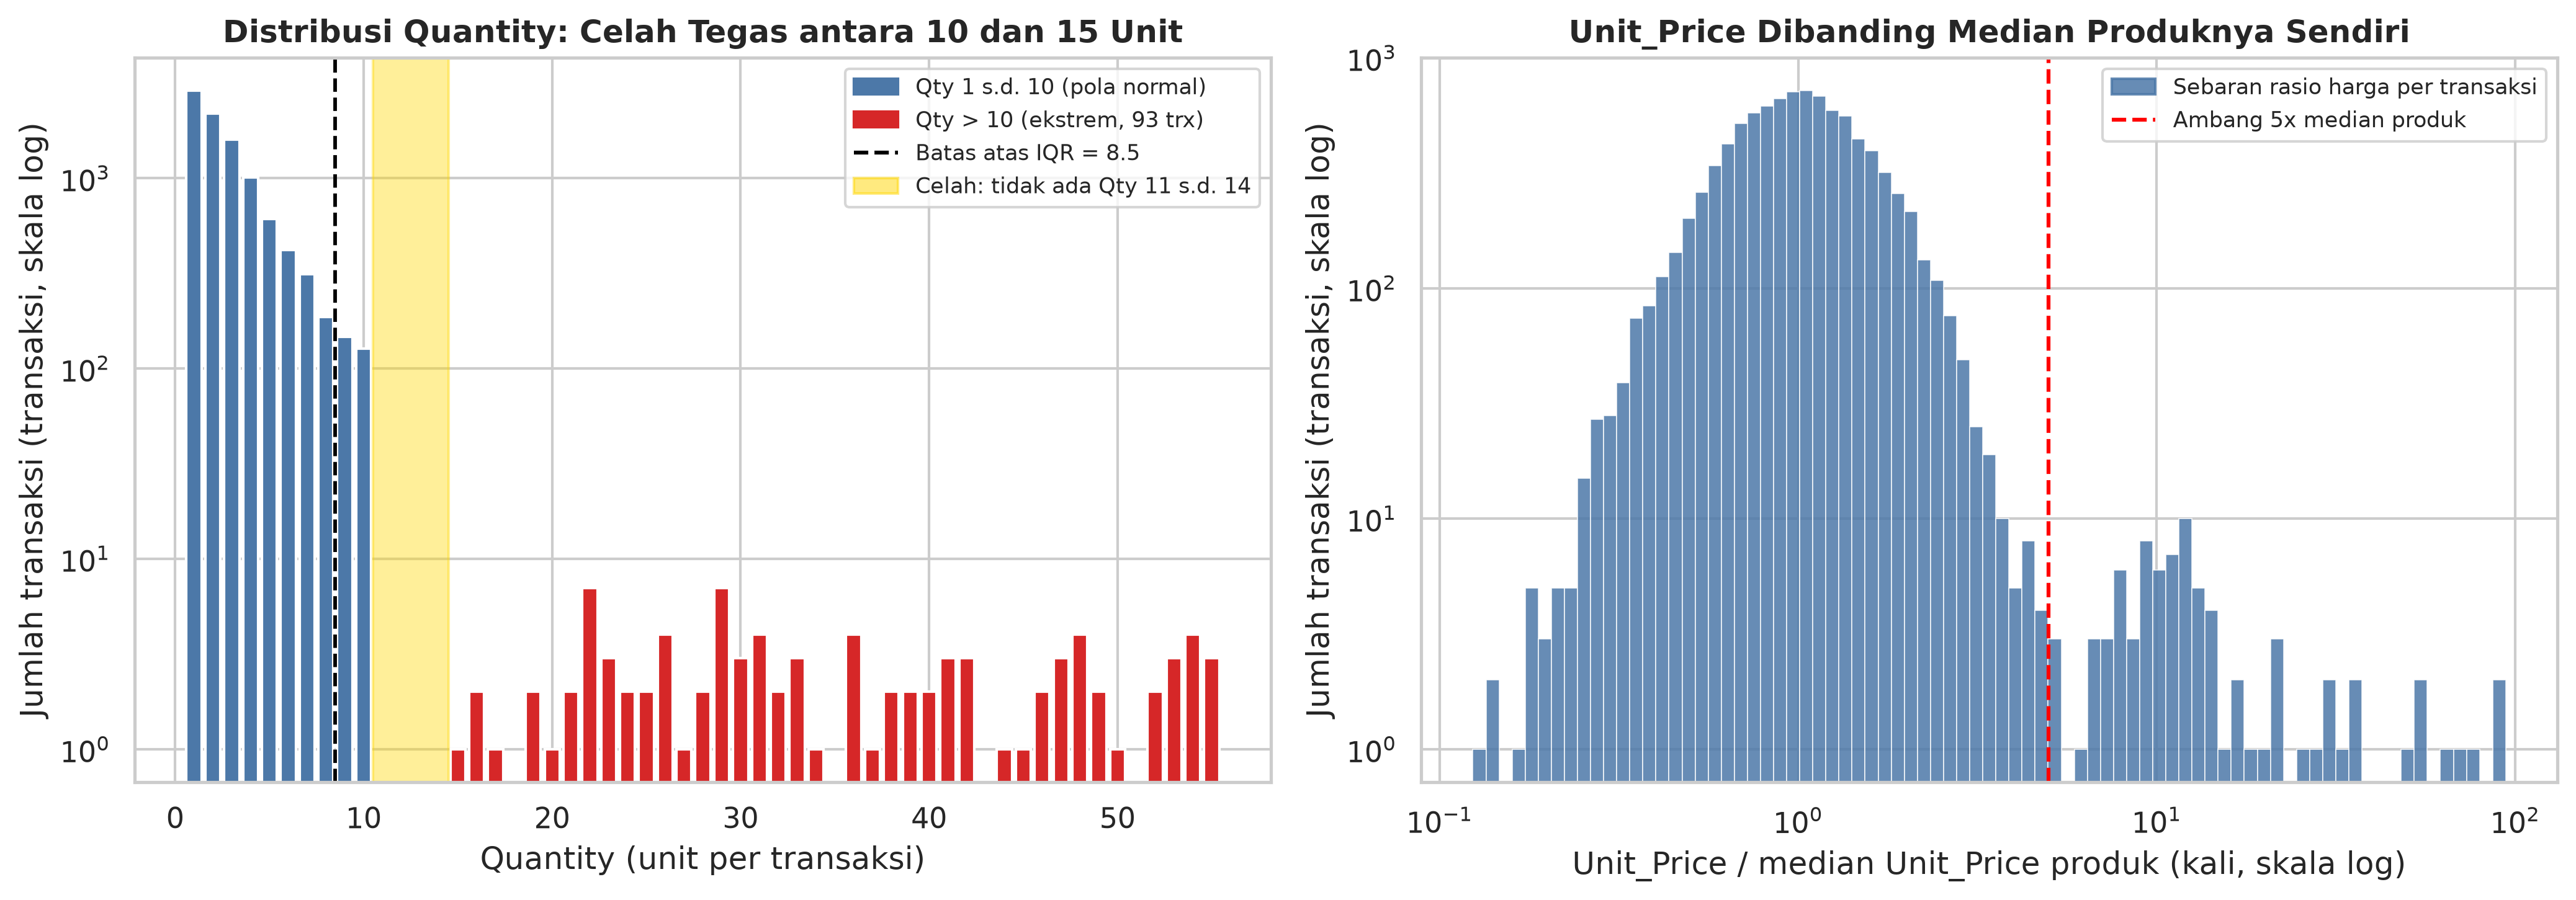 Distribusi Quantity: Celah Tegas antara 10 dan 15 Unit
Jumlah transaksi (transaksi, skala log)
10³
10²
10¹
10⁰
Qty 1 s.d. 10 (pola normal)
Qty > 10 (ekstrem, 93 trx)
Batas atas IQR = 8.5
Celah: tidak ada Qty 11 s.d. 14
0 10 20 30 40 50
Quantity (unit per transaksi)
Unit_Price Dibanding Median Produknya Sendiri
Jumlah transaksi (transaksi, skala log)
10³
10²
10¹
10⁰
Sebaran rasio harga per transaksi
Ambang 5x median produk
10⁻¹ 10⁰ 10¹ 10²
Unit_Price / median Unit_Price produk (kali, skala log)